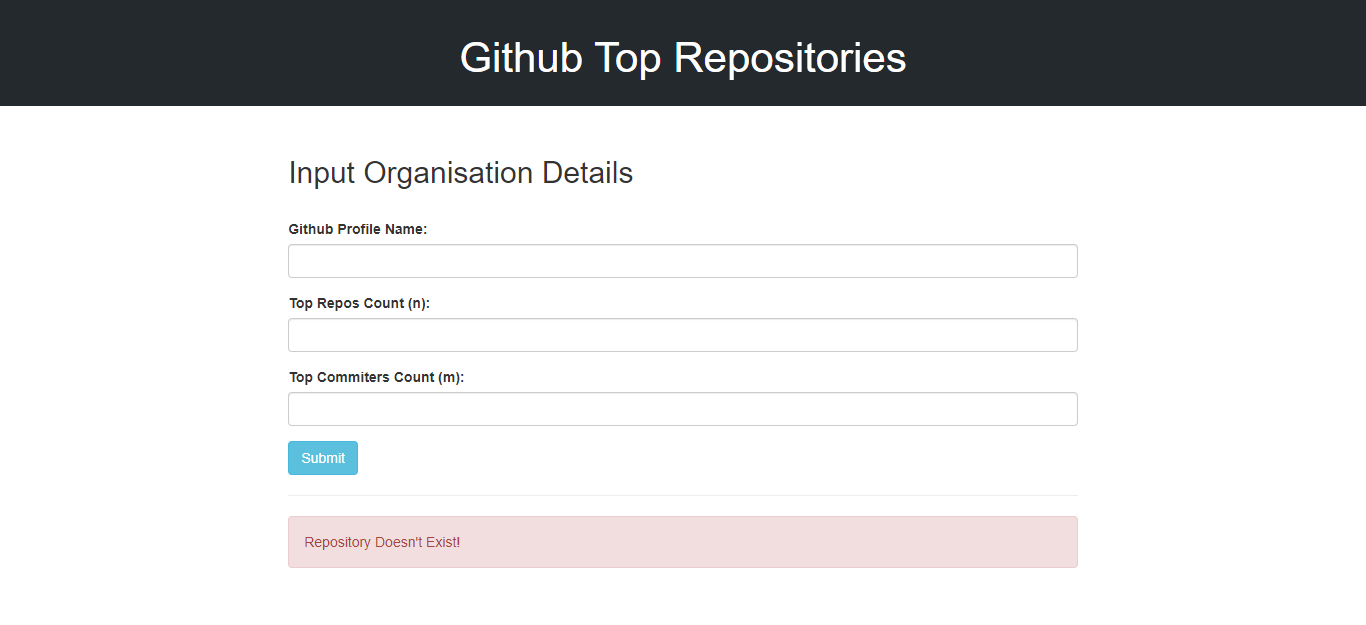 Github Top Repositories
Input Organisation Details
Github Profile Name:
Top Repos Count (n):
Top Commiters Count (m):
Submit
Repository Doesn't Exist!